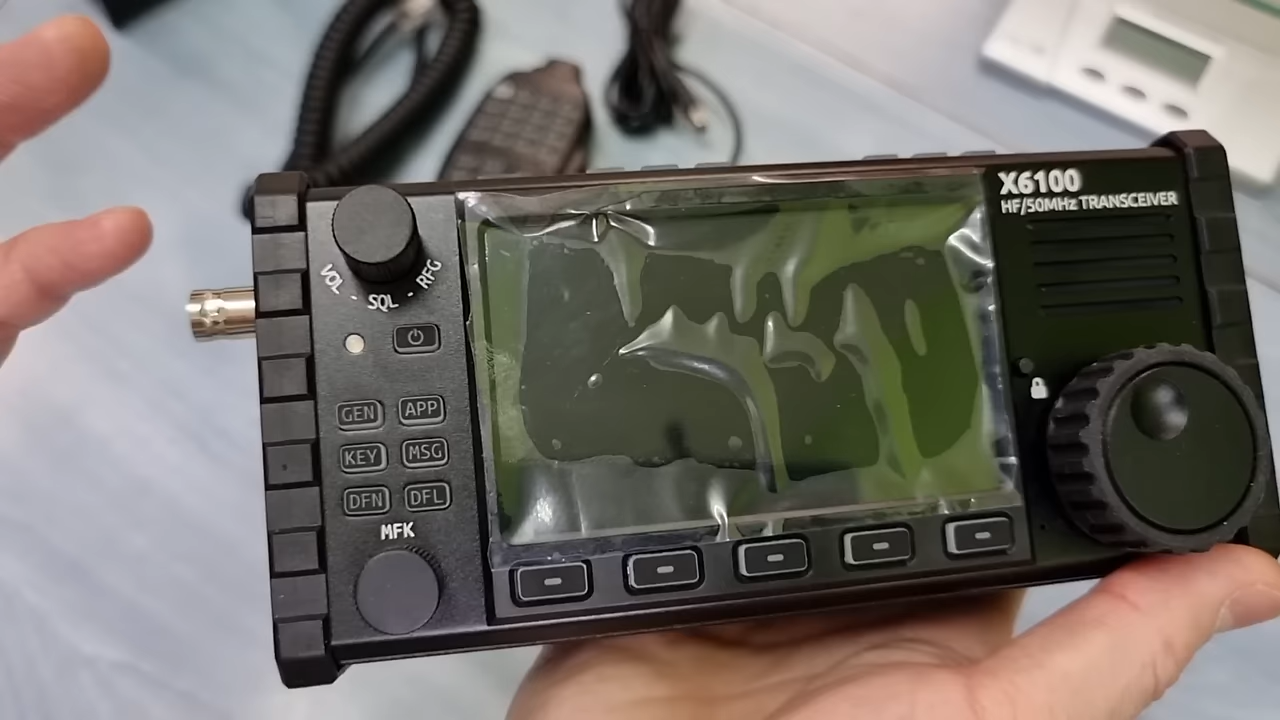 X6100
HF/50MHz TRANSCEIVER
VOL - SQL - RFG
GEN APP
KEY MSG
DFN DFL
MFK